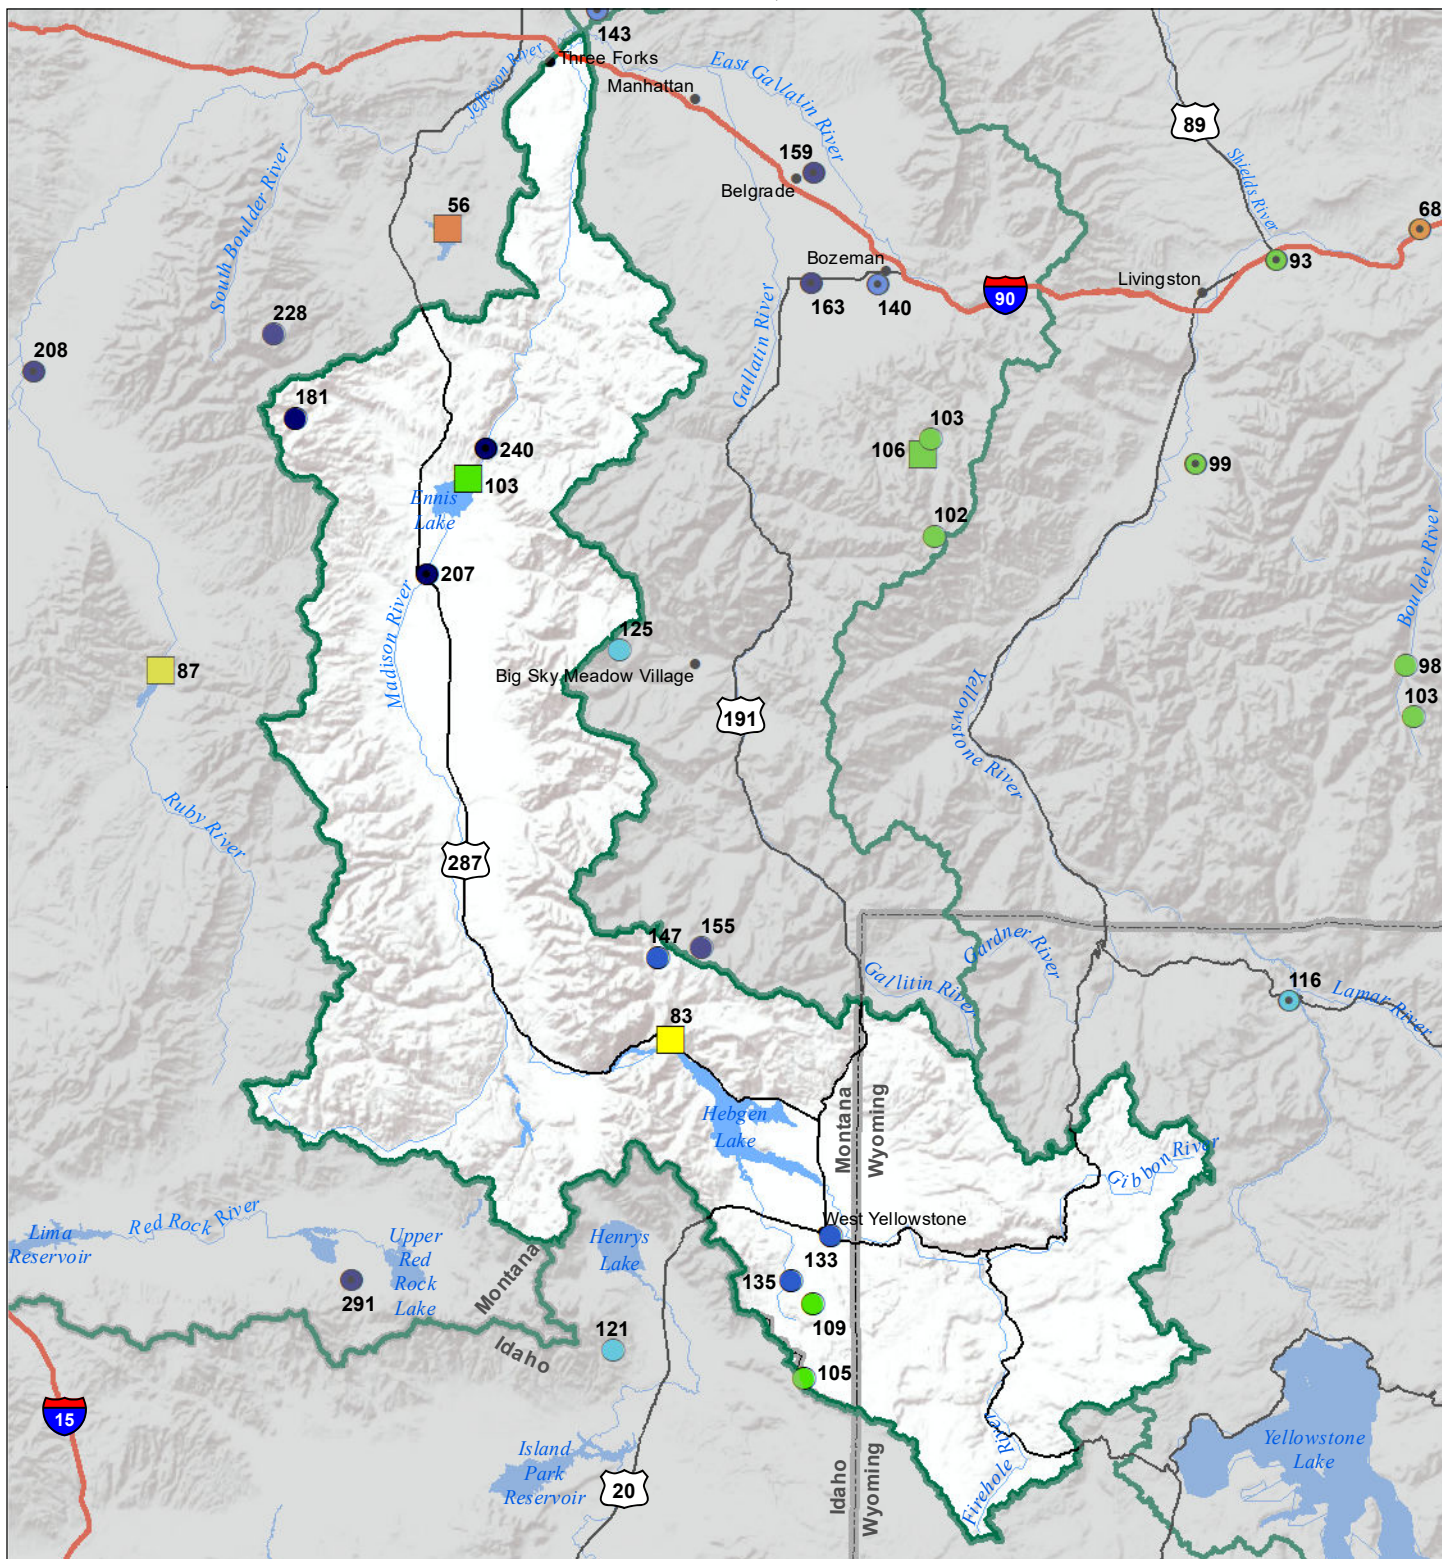 143
Three Forks
Jefferson River
Manhattan
East Gallatin River
89
Shields River
159
Belgrade
56
68
South Boulder River
Bozeman
93
Livingston
90
163
140
228
Gallatin River
208
181
103
106
240
99
103
Ennis
Lake
102
Boulder River
207
Madison River
125
87
Big Sky Meadow Village
98
103
191
Yellowstone River
Ruby River
287
147
155
Gardner River
Gallitin River
116
Lamar River
83
Hebgen
Lake
Montana
Wyoming
Gibbon River
Red Rock River
Lima
Reservoir
Upper
Red
Rock
Lake
Henrys
Lake
West Yellowstone
133
135
Montana
291
109
121
Idaho
105
15
Yellowstone
Lake
Island
Park
Reservoir
20
Idaho
Wyoming
Firehole River